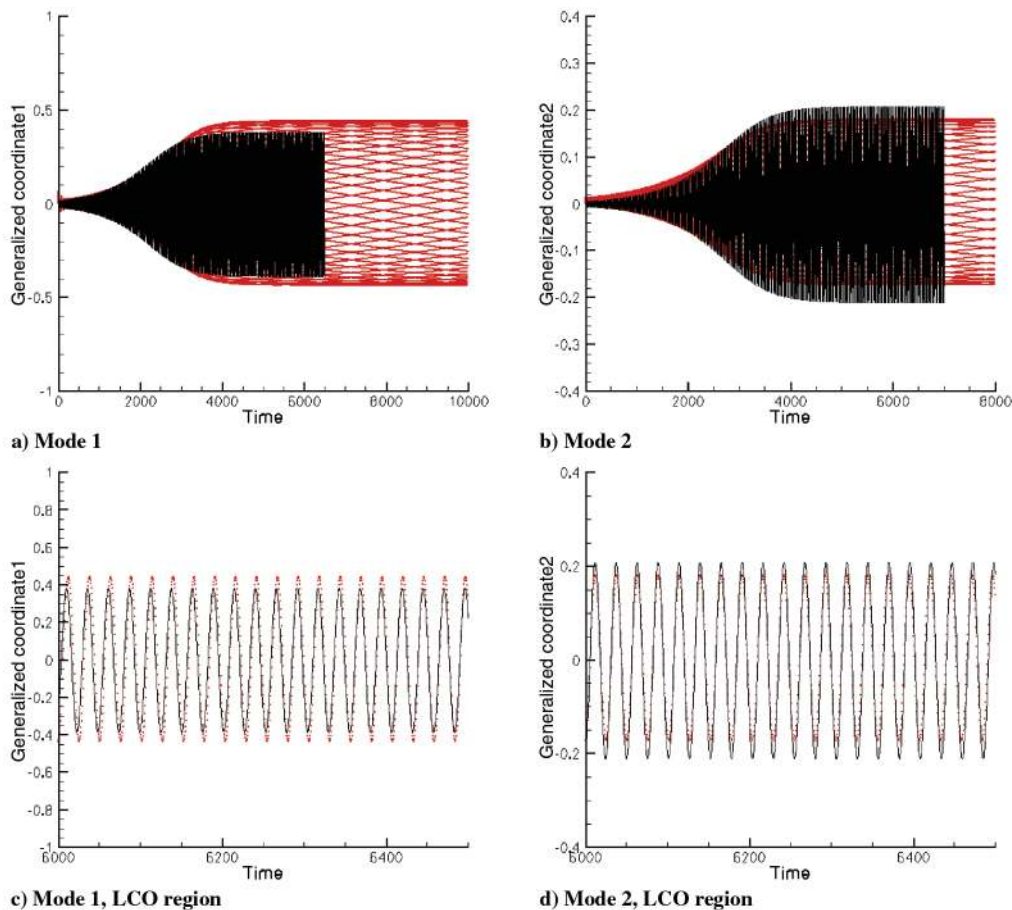 1
0.5
0
-0.5
-1
Generalized coordinate1
0 2000 4000 6000 8000 10000
Time
a) Mode 1
0.4
0.3
0.2
0.1
0
-0.1
-0.2
-0.3
-0.4
Generalized coordinate2
0 2000 4000 6000 8000
Time
b) Mode 2
1
0.8
0.6
0.4
0.2
0
-0.2
-0.4
-0.6
-0.8
-1
Generalized coordinate1
6000 6200 6400
Time
c) Mode 1, LCO region
0.4
0.2
0
-0.2
-0.4
Generalized coordinate2
6000 6200 6400
Time
d) Mode 2, LCO region